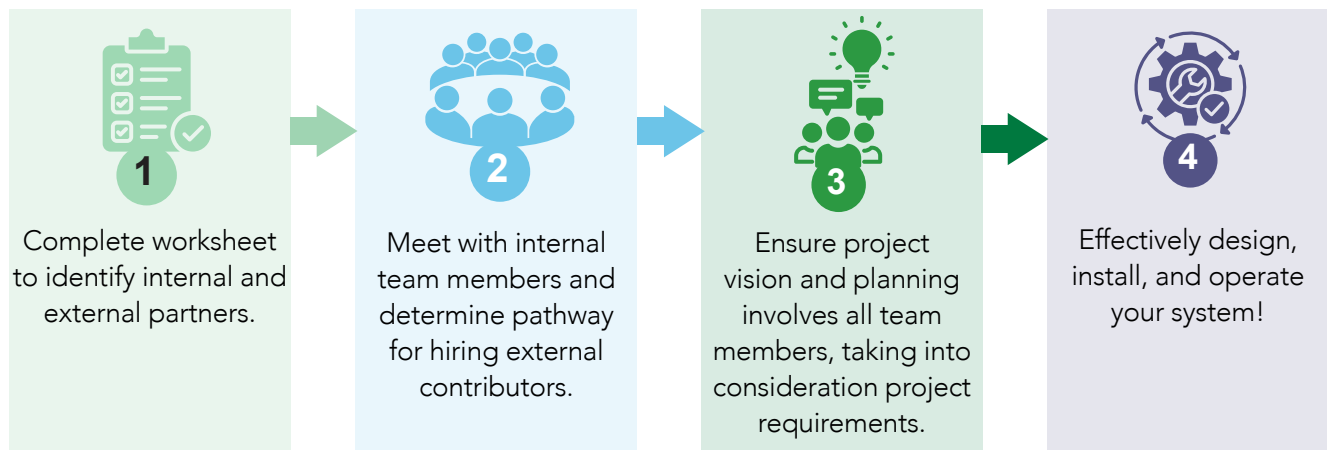 1
Complete worksheet
to identify internal and
external partners.
2
Meet with internal
team members and
determine pathway
for hiring external
contributors.
3
Ensure project
vision and planning
involves all team
members, taking into
consideration project
requirements.
4
Effectively design,
install, and operate
your system!